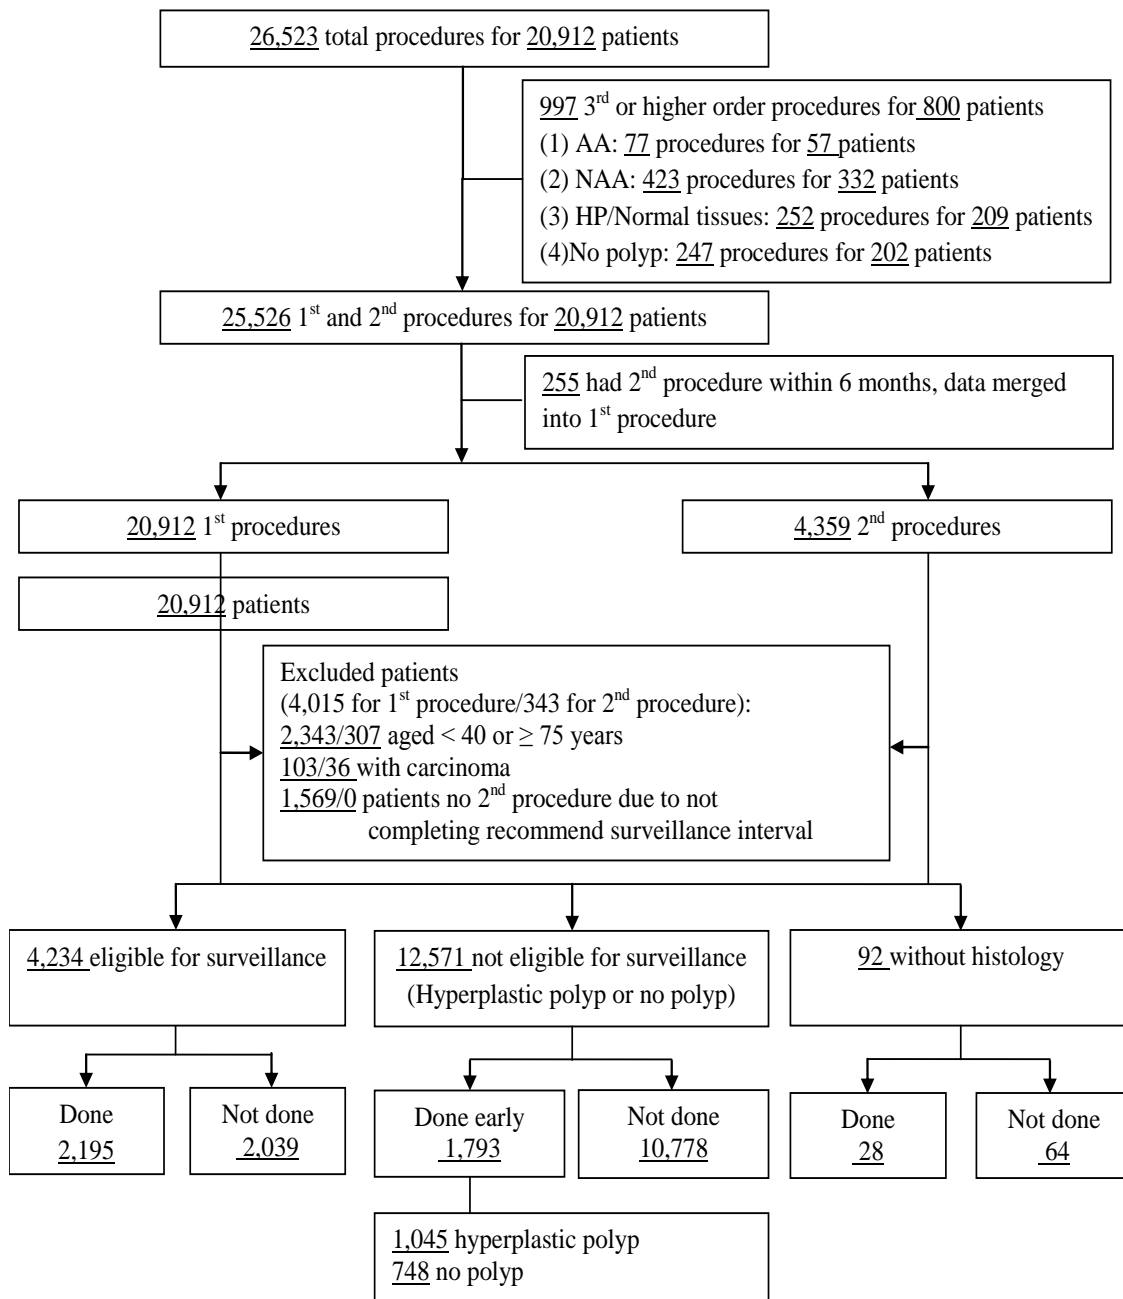 26,523 total procedures for 20,912 patients
997 3rd or higher order procedures for 800 patients
(1) AA: 77 procedures for 57 patients
(2) NAA: 423 procedures for 332 patients
(3) HP/Normal tissues: 252 procedures for 209 patients
(4)No polyp: 247 procedures for 202 patients
25,526 1st and 2nd procedures for 20,912 patients
255 had 2nd procedure within 6 months, data merged
into 1st procedure
20,912 1st procedures
4,359 2nd procedures
20,912 patients
Excluded patients
(4,015 for 1st procedure/343 for 2nd procedure):
2,343/307 aged < 40 or ≥ 75 years
103/36 with carcinoma
1,569/0 patients no 2nd procedure due to not
completing recommend surveillance interval
4,234 eligible for surveillance
12,571 not eligible for surveillance
(Hyperplastic polyp or no polyp)
92 without histology
Done
2,195
Not done
2,039
Done early
1,793
Not done
10,778
Done
28
Not done
64
1,045 hyperplastic polyp
748 no polyp